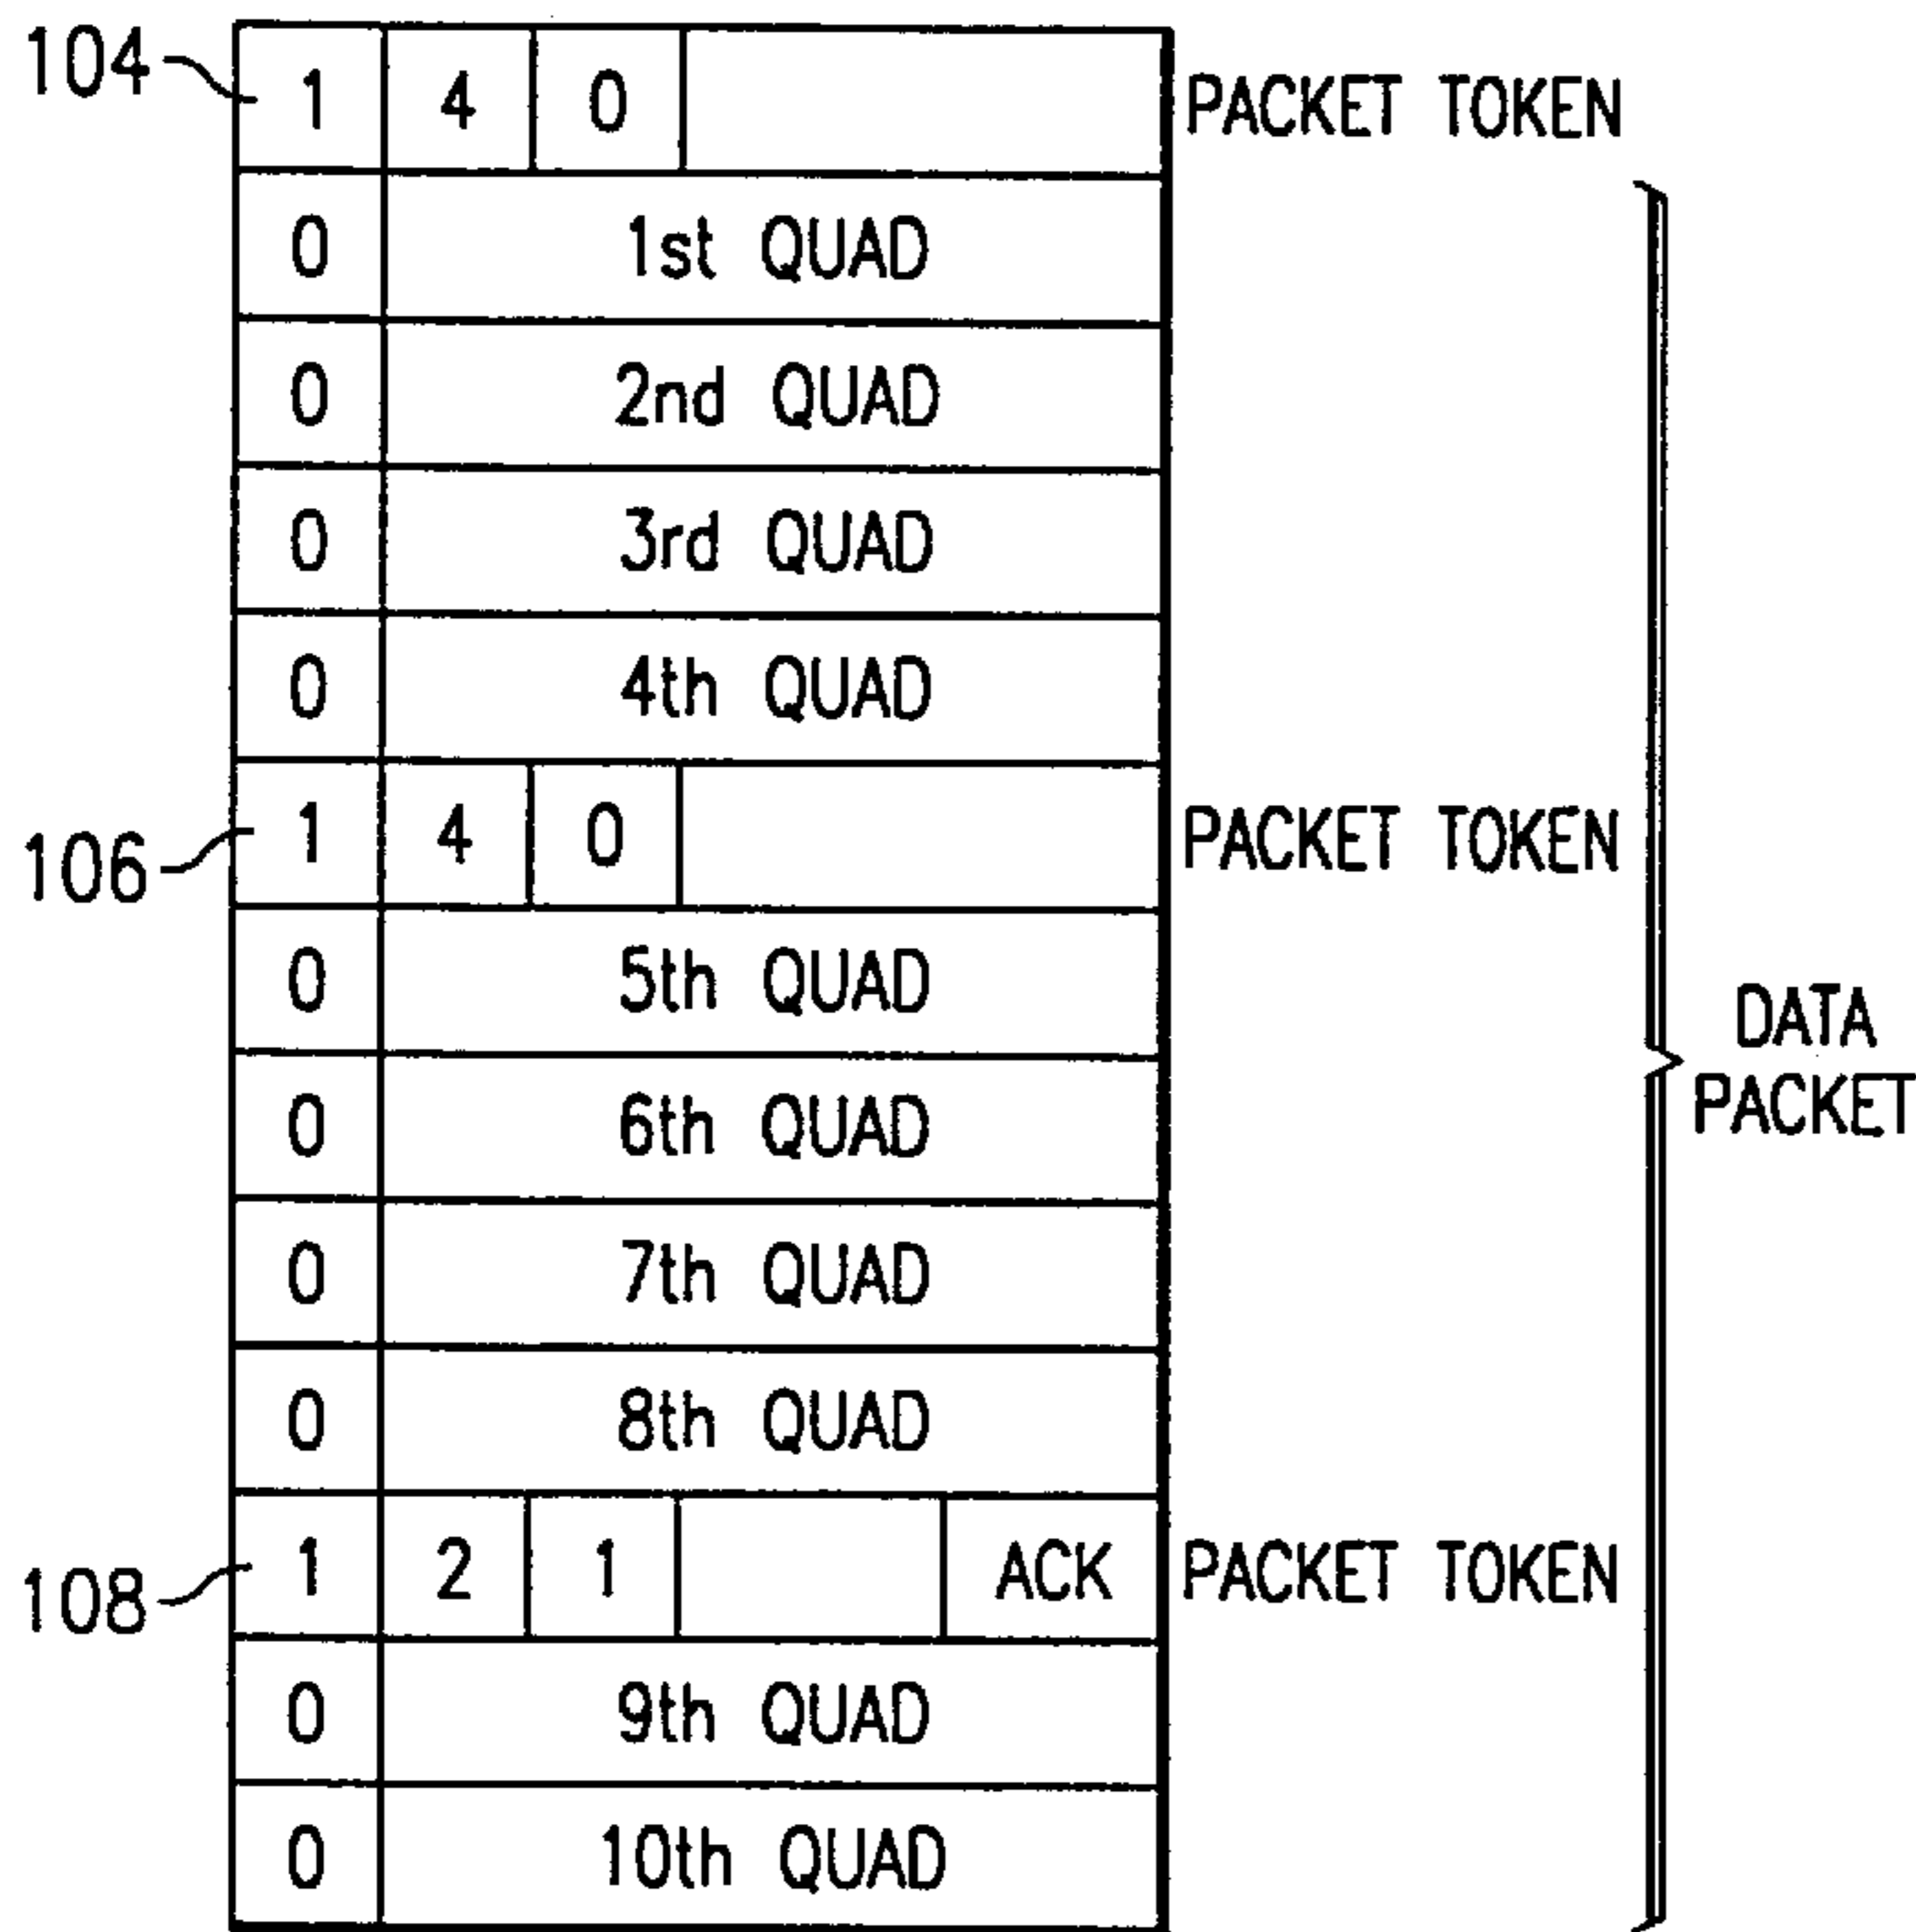 104 1 4 0 PACKET TOKEN
0 1st QUAD
0 2nd QUAD
0 3rd QUAD
0 4th QUAD
106 1 4 0 PACKET TOKEN
0 5th QUAD
DATA
PACKET
0 6th QUAD
0 7th QUAD
0 8th QUAD
108 1 2 1 ACK PACKET TOKEN
0 9th QUAD
0 10th QUAD